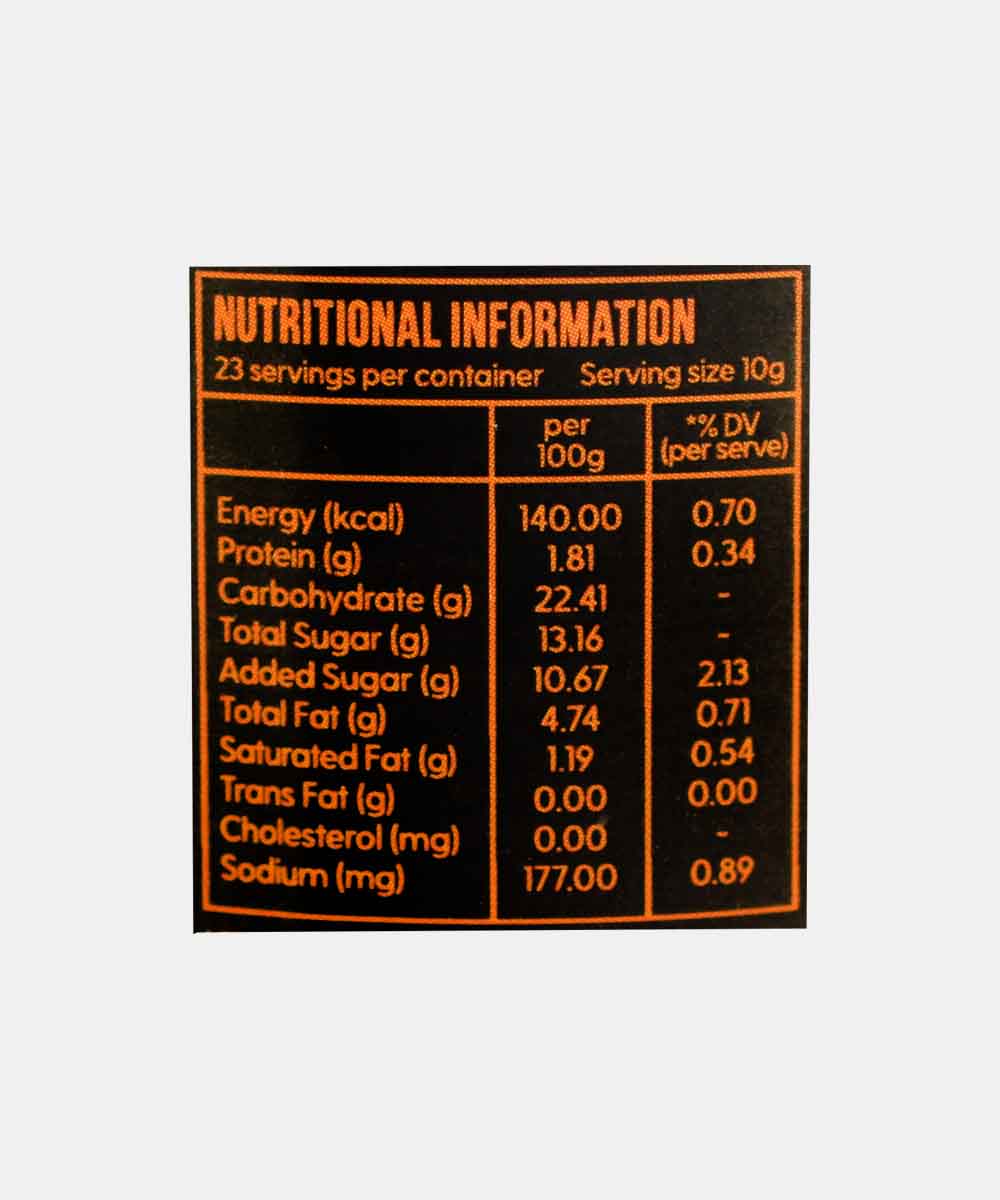 NUTRITIONAL INFORMATION
23 servings per container Serving size 10g
per 100g *% DV (per serve)
Energy (kcal) 140.00 0.70
Protein (g) 1.81 0.34
Carbohydrate (g) 22.41 -
Total Sugar (g) 13.16 -
Added Sugar (g) 10.67 2.13
Total Fat (g) 4.74 0.71
Saturated Fat (g) 1.19 0.54
Trans Fat (g) 0.00 0.00
Cholesterol (mg) 0.00 -
Sodium (mg) 177.00 0.89